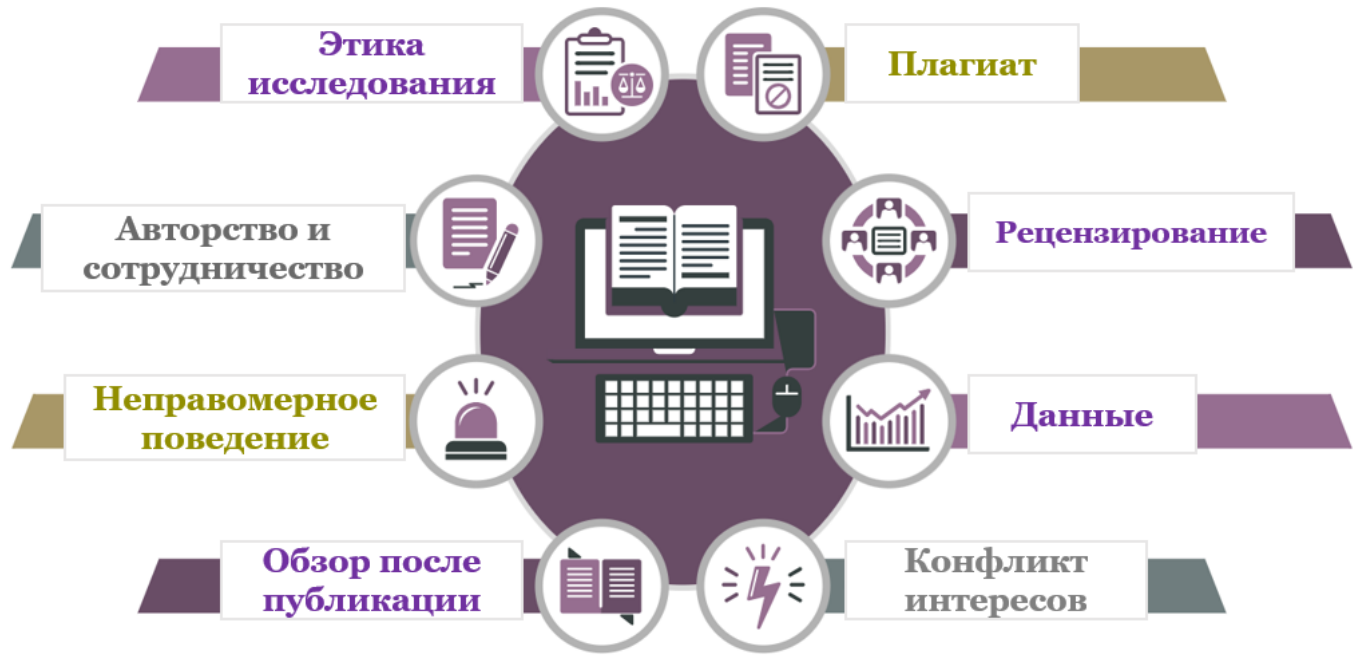 Этика
исследования
Плагиат
Авторство и
сотрудничество
Рецензирование
Неправомерное
поведение
Данные
Обзор после
публикации
Конфликт
интересов